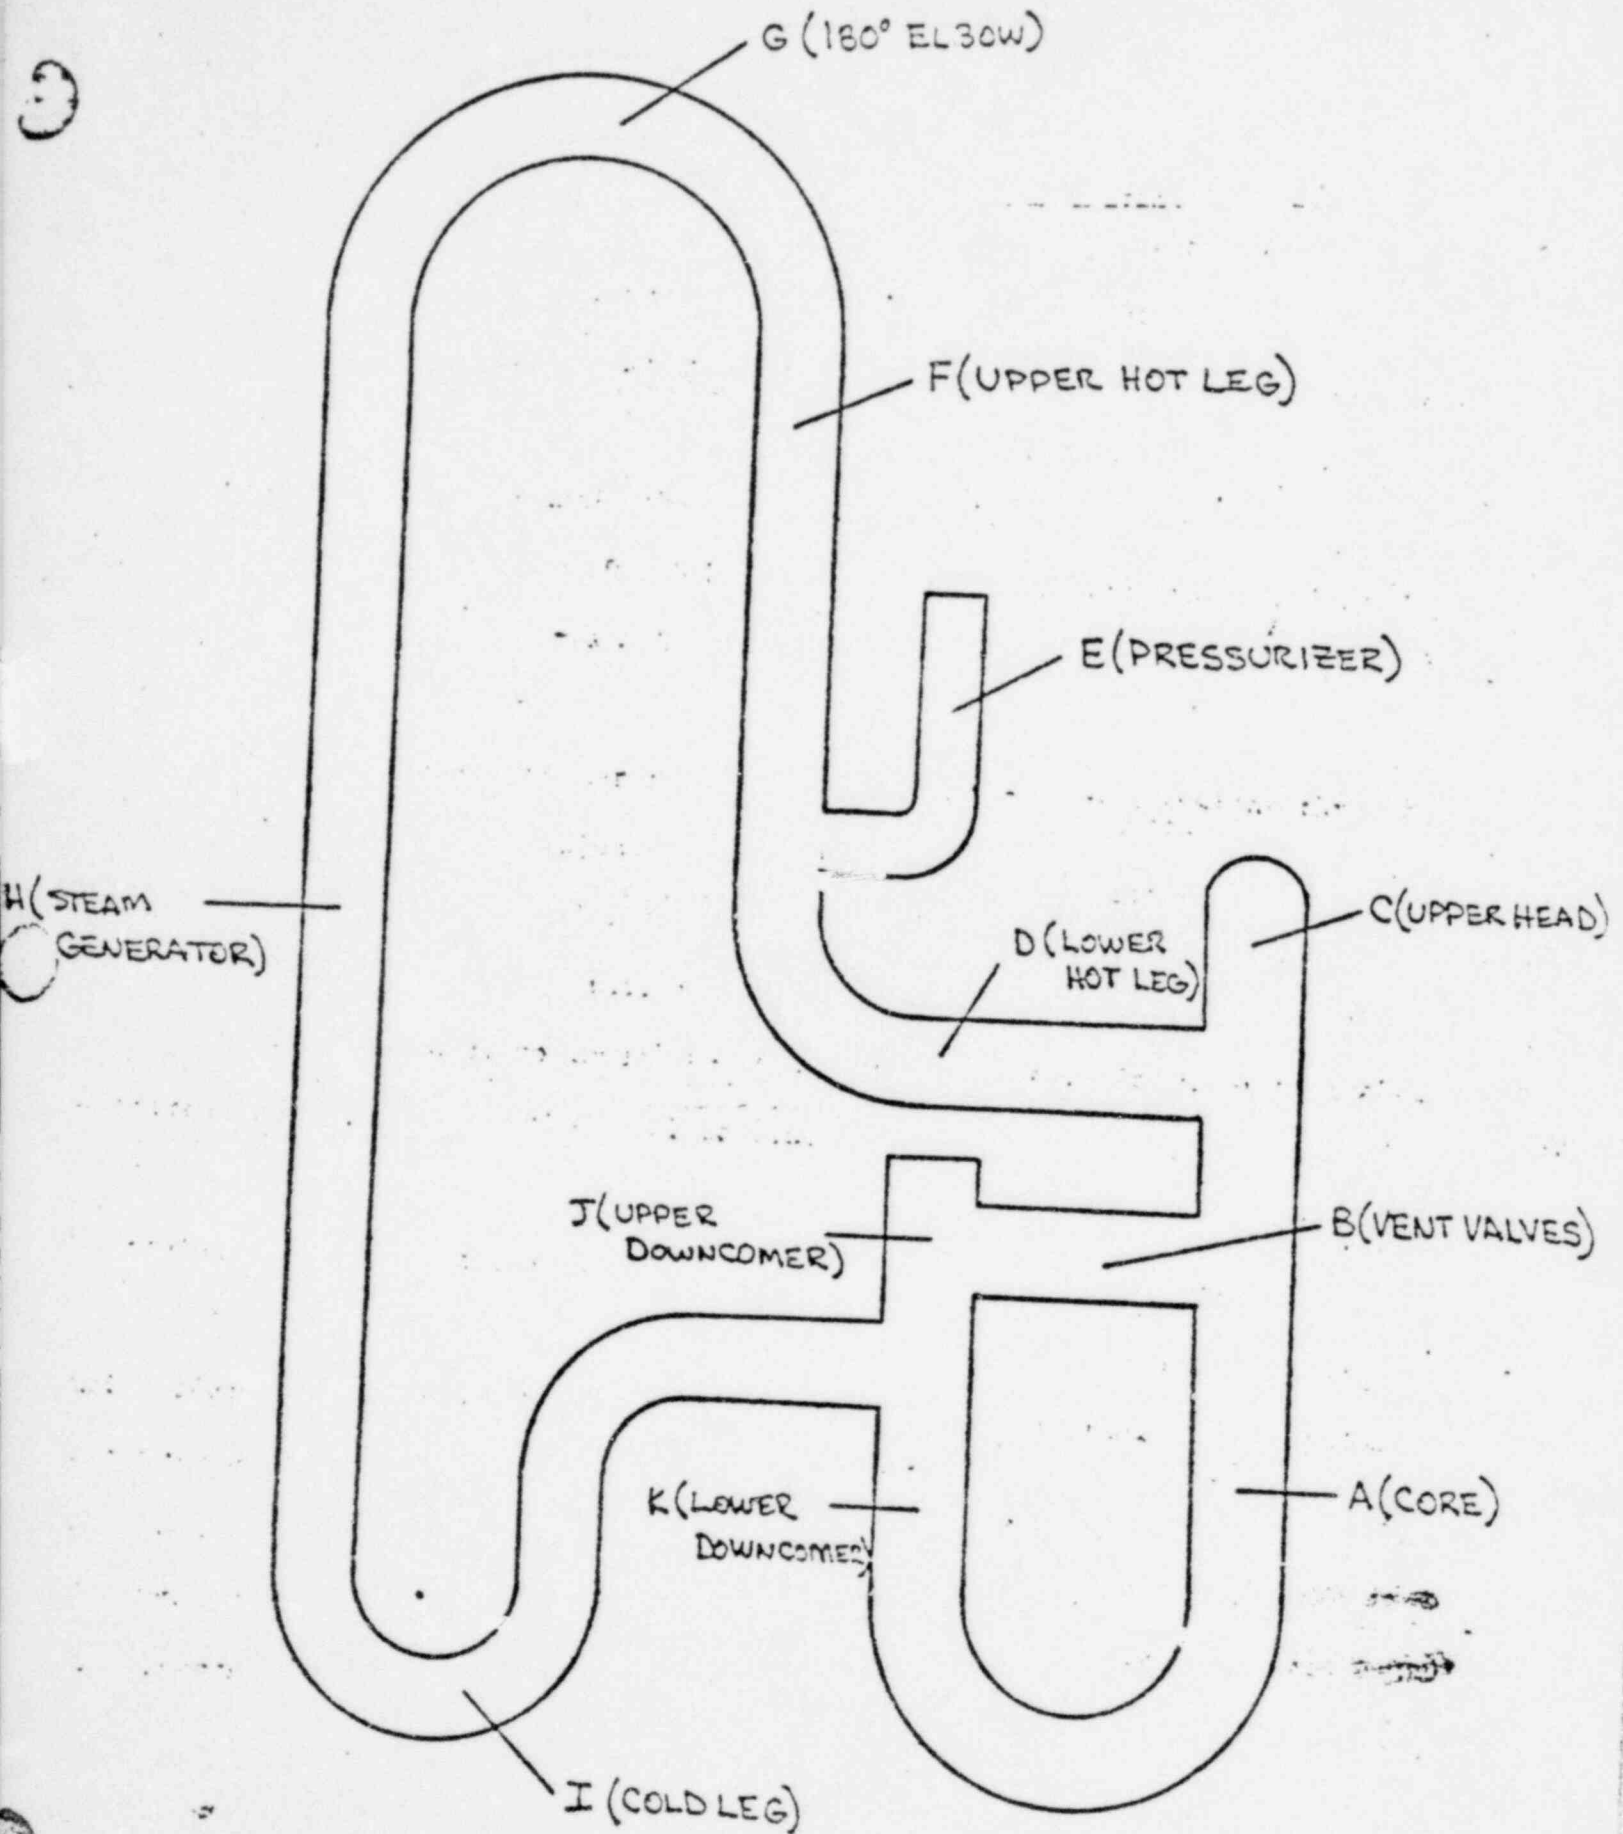 G (180° ELBOW)
F (UPPER HOT LEG)
E (PRESSURIZER)
H (STEAM
GENERATOR)
C (UPPER HEAD)
D (LOWER
HOT LEG)
J (UPPER
DOWNCOMER)
B (VENT VALVES)
K (LOWER
DOWNCOMER)
A (CORE)
I (COLD LEG)